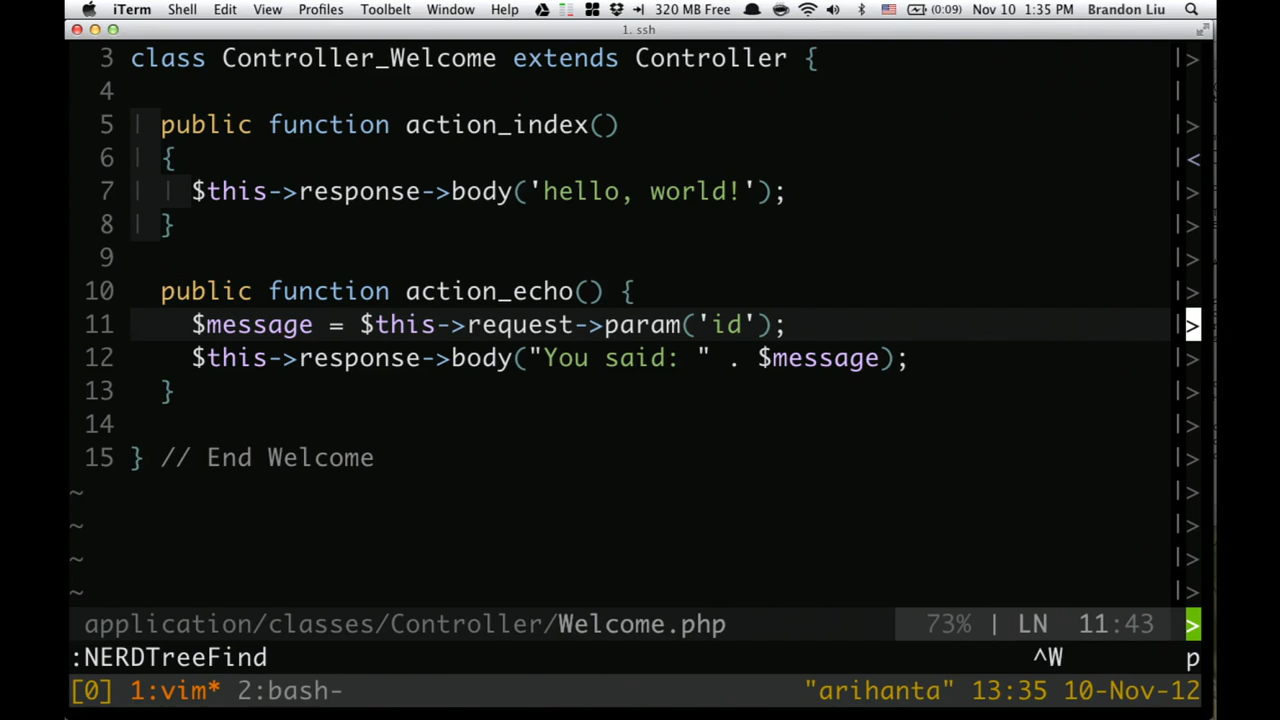 iTerm Shell Edit View Profiles Toolbelt Window Help 320 MB Free (0:09) Nov 10 1:35 PM Brandon Liu
1. ssh
3 class Controller_Welcome extends Controller { |>
4 |
5 | public function action_index() |>
6 | { <
7 | | $this->response->body('hello, world!'); |>
8 | } |>
9 |>
10 public function action_echo() { |>
11 $message = $this->request->param('id'); |>
12 $this->response->body("You said: " . $message); |>
13 } |>
14 |>
15 } // End Welcome |>
~ |>
~ |>
~ |>
~ |>
application/classes/Controller/Welcome.php 73% | LN 11:43 >
:NERDTreeFind ^W p
[0] 1:vim* 2:bash- "arihanta" 13:35 10-Nov-12